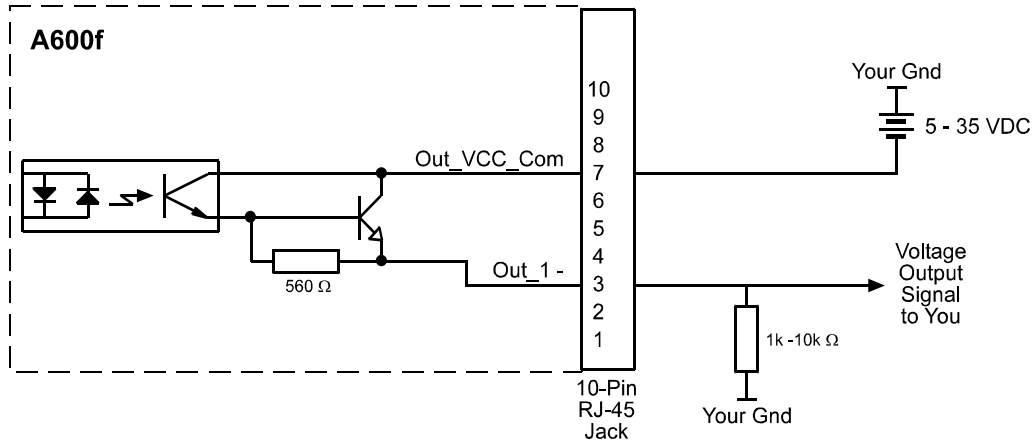 A600f
Your Gnd
5 - 35 VDC
10
9
8
7
6
5
4
3
2
1
Out_VCC_Com
Out_1 -
560 Ω
Voltage
Output
Signal
to You
1k -10k Ω
Your Gnd
10-Pin
RJ-45
Jack